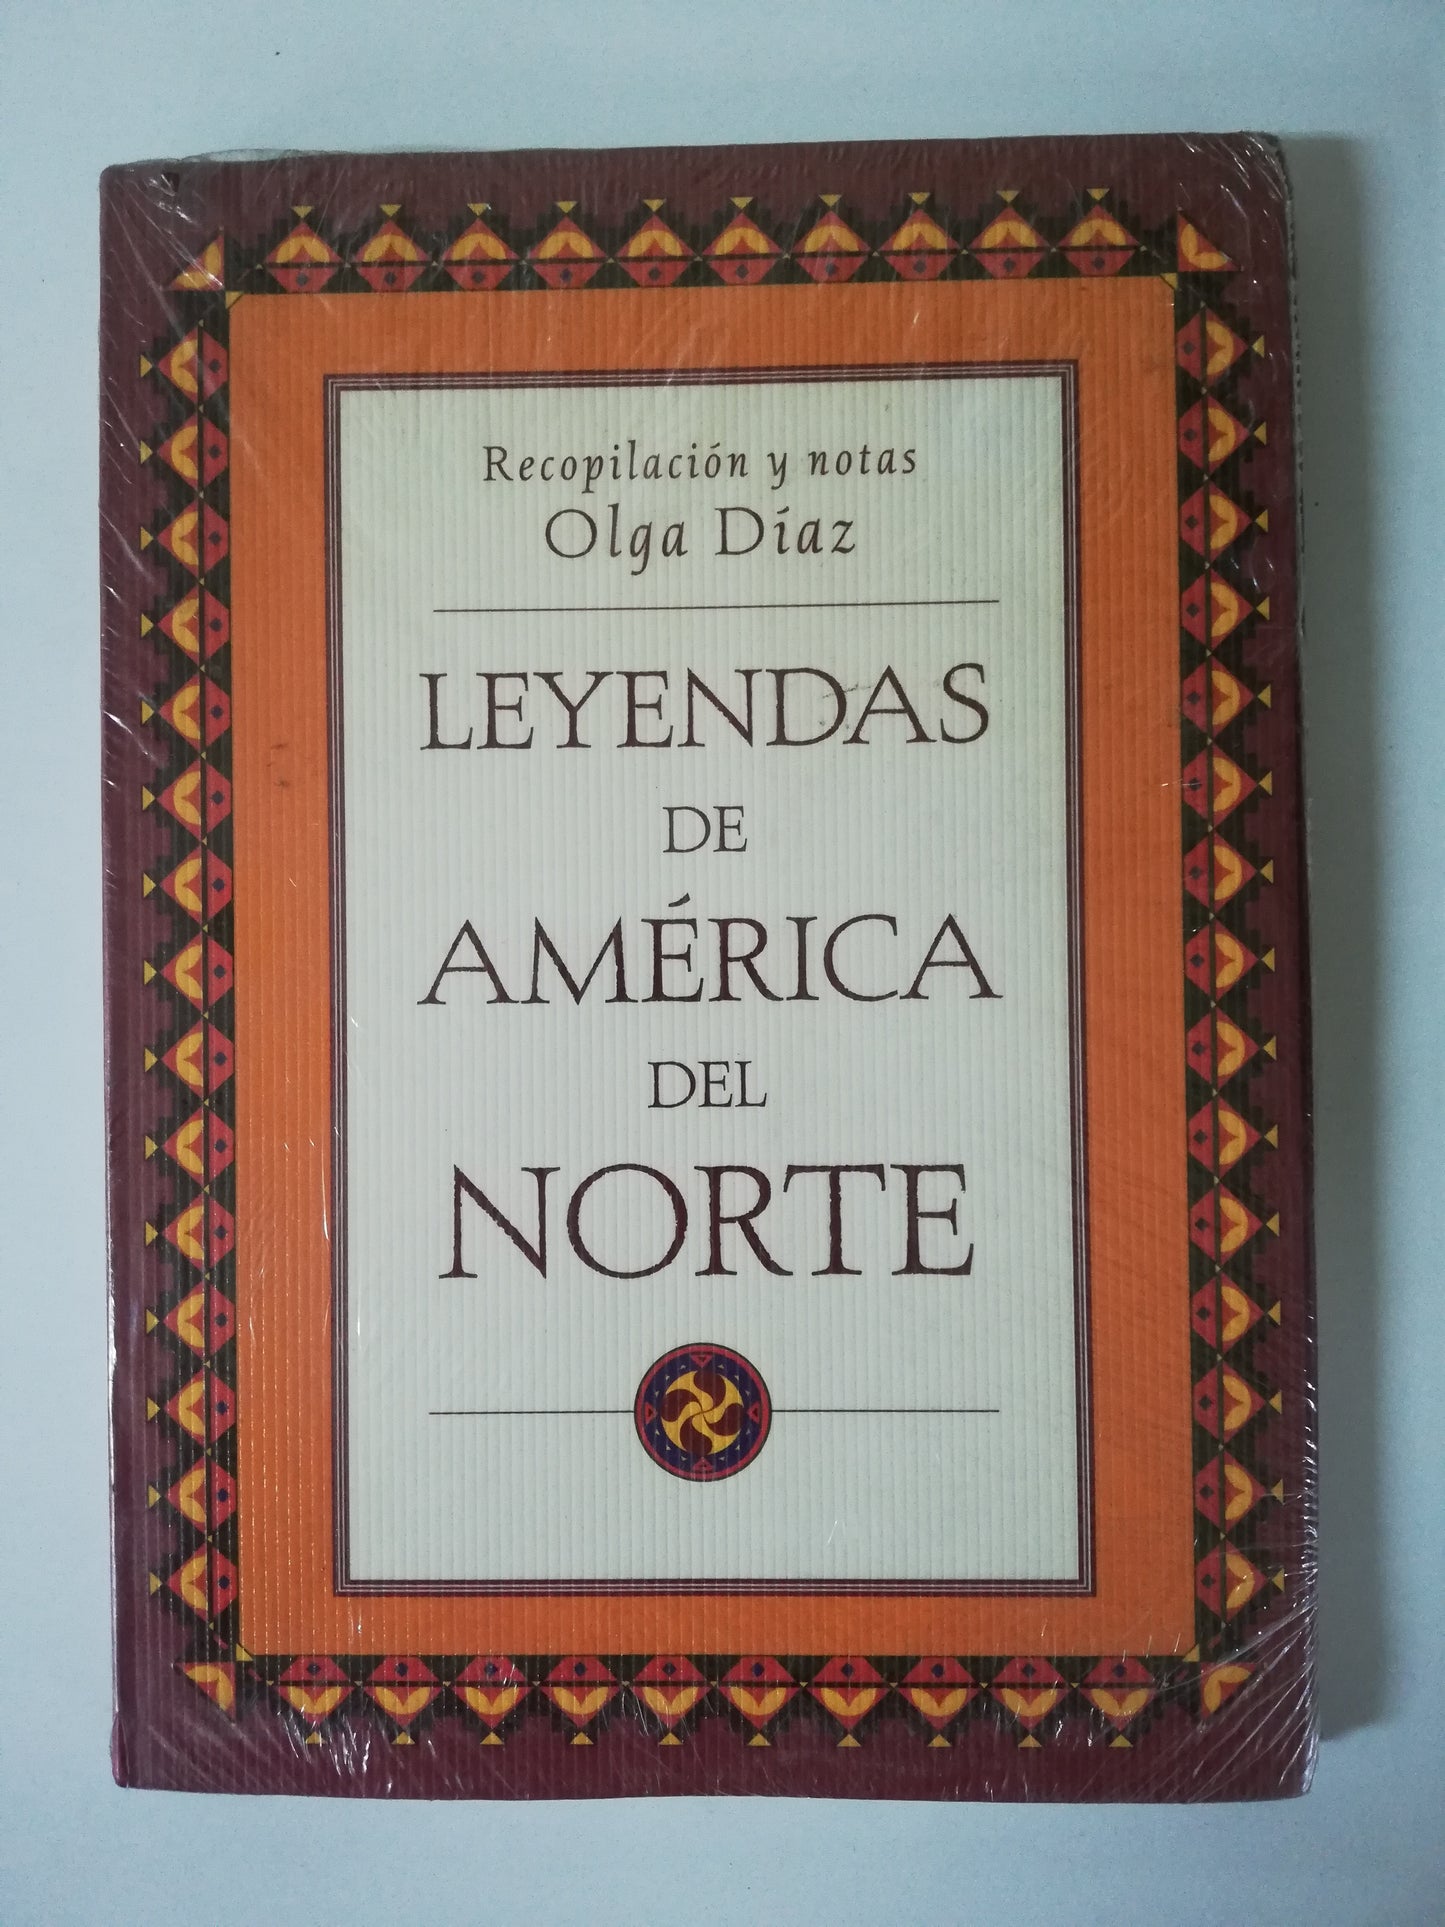 Recopilación y notas
Olga Díaz
LEYENDAS
DE
AMÉRICA
DEL
NORTE